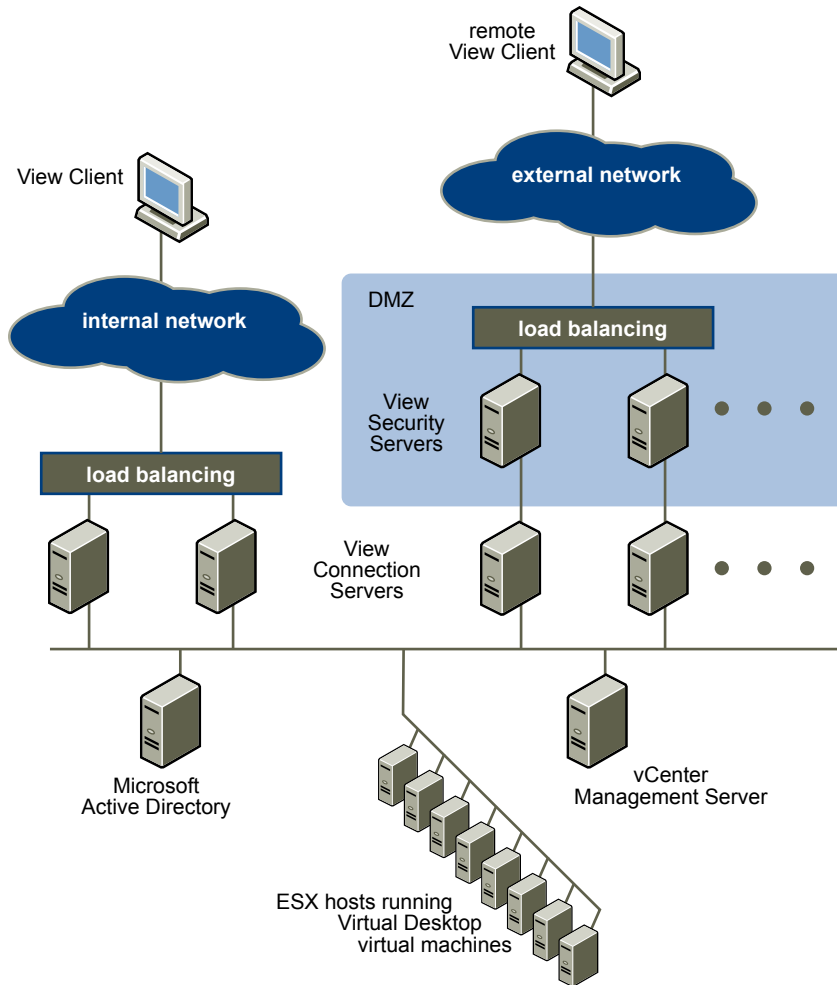 remote
View Client
View Client
external network
internal network
DMZ
load balancing
View
Security
Servers
load balancing
View
Connection
Servers
Microsoft
Active Directory
vCenter
Management Server
ESX hosts running
Virtual Desktop
virtual machines